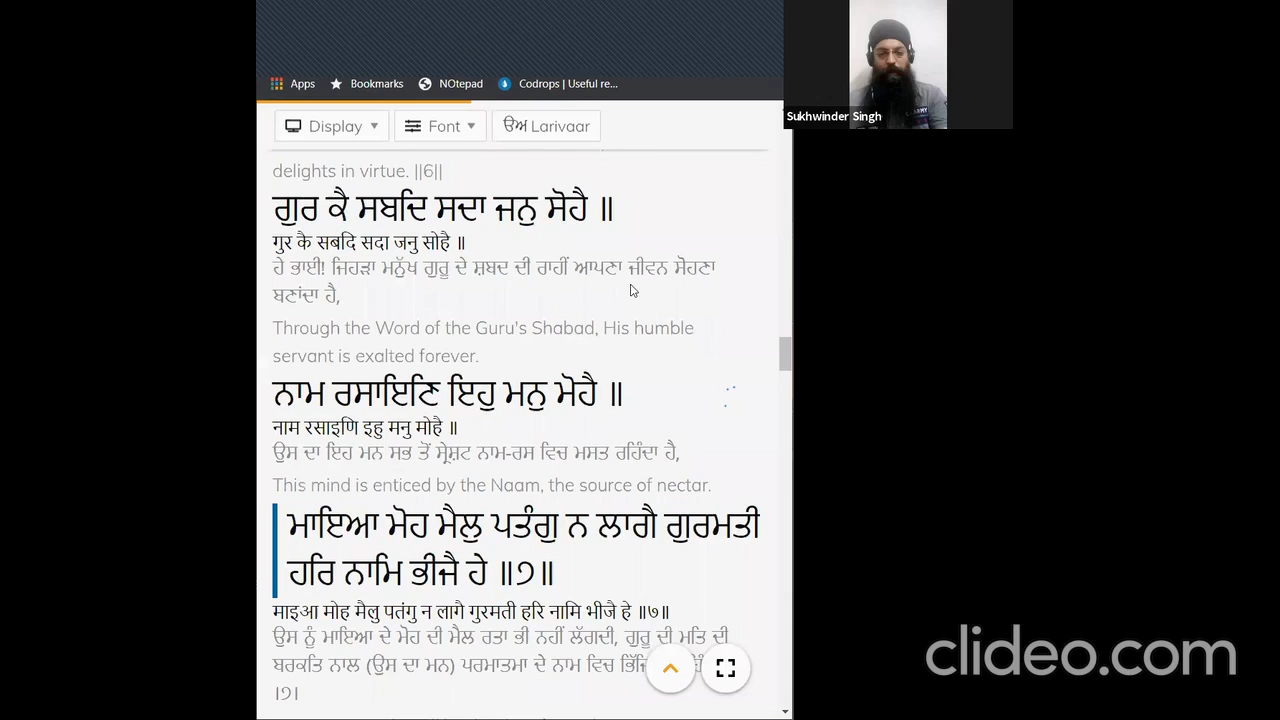 Apps Bookmarks NOtepad Codrops | Useful re...
Sukhwinder Singh
Display Font ੳਅ Larivaar
delights in virtue. ||6||
ਗੁਰ ਕੈ ਸਬਦਿ ਸਦਾ ਜਨੁ ਸੋਹੈ ॥
गुर कै सबदि सदा जनु सोहै ॥
ਹੇ ਭਾਈ! ਜਿਹੜਾ ਮਨੁੱਖ ਗੁਰੂ ਦੇ ਸ਼ਬਦ ਦੀ ਰਾਹੀਂ ਆਪਣਾ ਜੀਵਨ ਸੋਹਣਾ
ਬਣਾਂਦਾ ਹੈ,
Through the Word of the Guru's Shabad, His humble
servant is exalted forever.
ਨਾਮ ਰਸਾਇਣਿ ਇਹੁ ਮਨੁ ਮੋਹੈ ॥
नाम रसाइणि इहु मनु मोहै ॥
ਉਸ ਦਾ ਇਹ ਮਨ ਸਭ ਤੋਂ ਸ੍ਰੇਸ਼ਟ ਨਾਮ-ਰਸ ਵਿਚ ਮਸਤ ਰਹਿੰਦਾ ਹੈ,
This mind is enticed by the Naam, the source of nectar.
ਮਾਇਆ ਮੋਹ ਮੈਲੁ ਪਤੰਗੁ ਨ ਲਾਗੈ ਗੁਰਮਤੀ
ਹਰਿ ਨਾਮਿ ਭੀਜੈ ਹੇ ॥੭॥
माइआ मोह मैलु पतंगु न लागै गुरमती हरि नामि भीजै हे ॥७॥
ਉਸ ਨੂੰ ਮਾਇਆ ਦੇ ਮੋਹ ਦੀ ਮੈਲ ਰਤਾ ਭੀ ਨਹੀਂ ਲੱਗਦੀ, ਗੁਰੂ ਦੀ ਮਤਿ ਦੀ
ਬਰਕਤਿ ਨਾਲ (ਉਸ ਦਾ ਮਨ) ਪਰਮਾਤਮਾ ਦੇ ਨਾਮ ਵਿਚ
।੭।
clideo.com